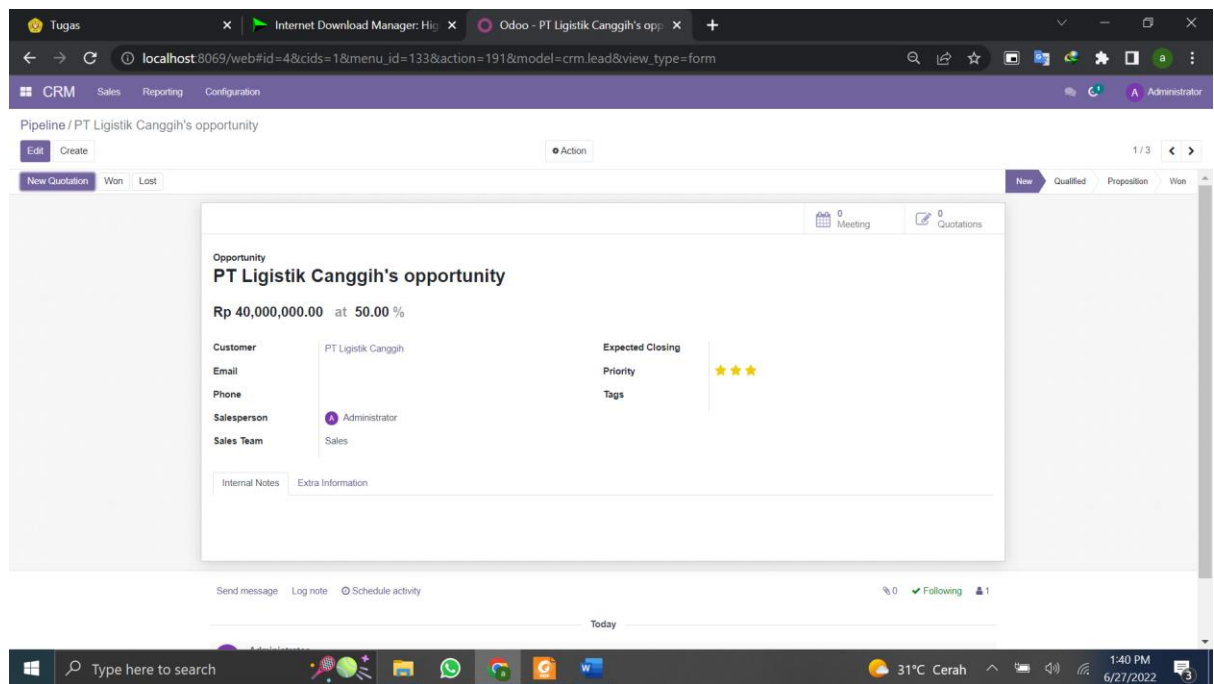 Tugas
Internet Download Manager: Hig
Odoo - PT Ligistik Canggih's opp
localhost:8069/web#id=4&cids=1&menu_id=133&action=191&model=crm.lead&view_type=form
a
CRM Sales Reporting Configuration
1
A Administrator
Pipeline / PT Ligistik Canggih's opportunity
Edit Create
Action
1 / 3
New Quotation Won Lost
New Qualified Proposition Won
0 Meeting
0 Quotations
Opportunity
PT Ligistik Canggih's opportunity
Rp 40,000,000.00 at 50.00 %
Customer PT Ligistik Canggih
Expected Closing
Email
Priority
Phone
Tags
Salesperson A Administrator
Sales Team Sales
Internal Notes Extra Information
Send message Log note Schedule activity
0 Following 1
Today
Administrator
Type here to search
31°C Cerah
1:40 PM
6/27/2022
3